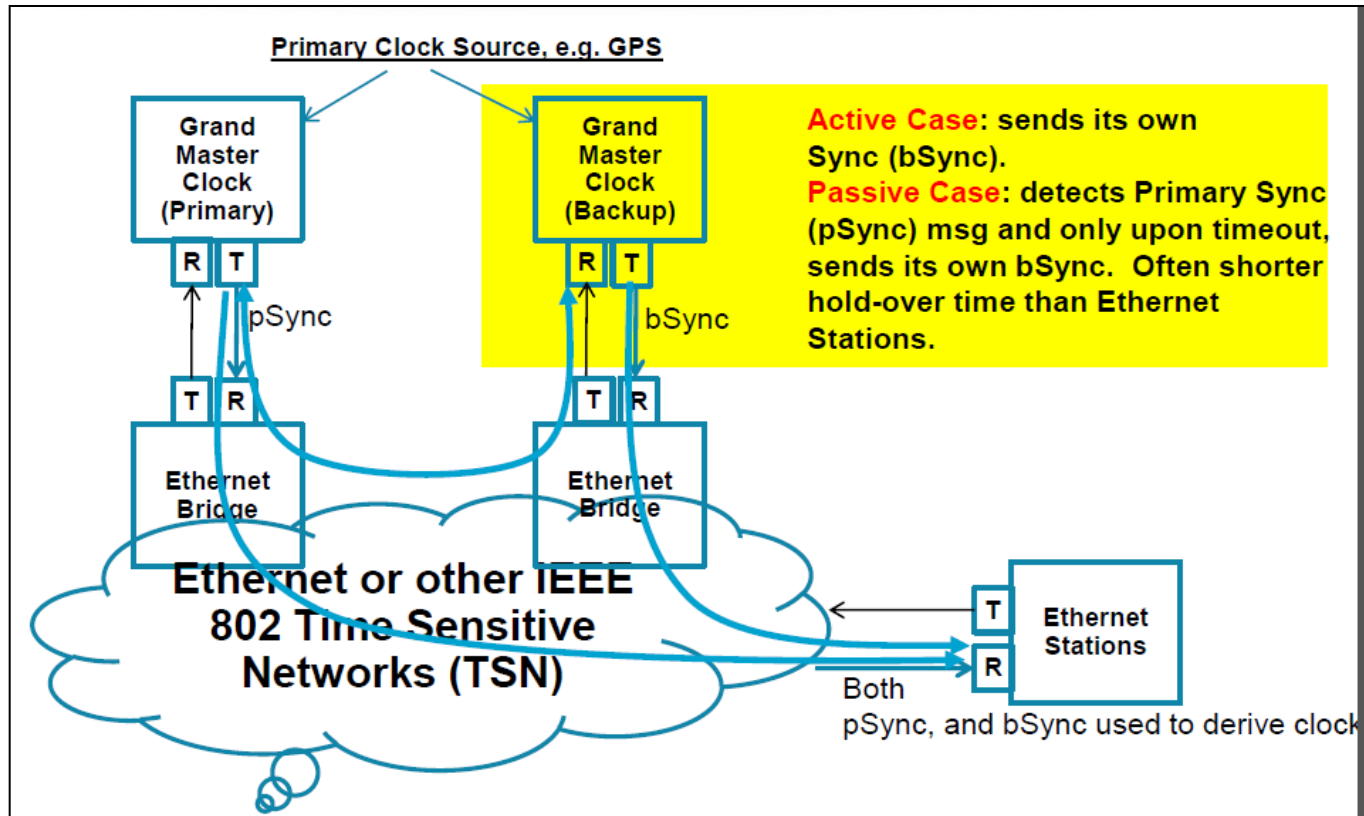 Primary Clock Source, e.g. GPS
Grand
Master
Clock
(Primary)
Grand
Master
Clock
(Backup)
Active Case: sends its own
Sync (bSync).
Passive Case: detects Primary Sync
(pSync) msg and only upon timeout,
sends its own bSync. Often shorter
hold-over time than Ethernet
Stations.
R T
R T
pSync
bSync
T R
T R
Ethernet
Bridge
Ethernet
Bridge
Ethernet or other IEEE
802 Time Sensitive
Networks (TSN)
T
R
Ethernet
Stations
Both
pSync, and bSync used to derive clock